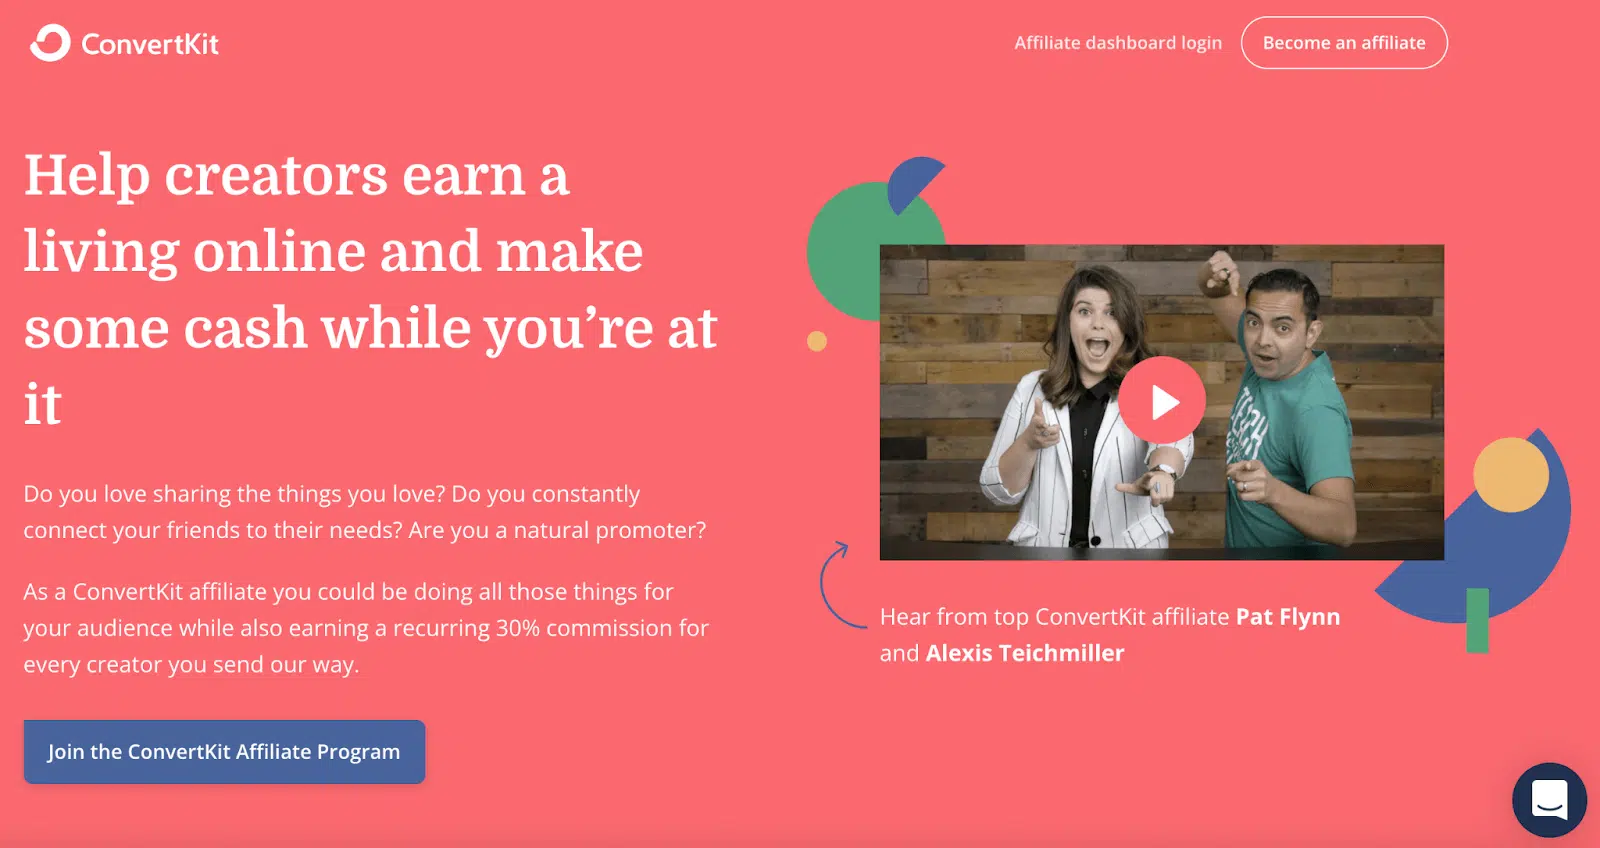 ConvertKit
Affiliate dashboard login
Become an affiliate
Help creators earn a
living online and make
some cash while you’re at
it
Do you love sharing the things you love? Do you constantly
connect your friends to their needs? Are you a natural promoter?
As a ConvertKit affiliate you could be doing all those things for
your audience while also earning a recurring 30% commission for
every creator you send our way.
Join the ConvertKit Affiliate Program
Hear from top ConvertKit affiliate Pat Flynn
and Alexis Teichmiller